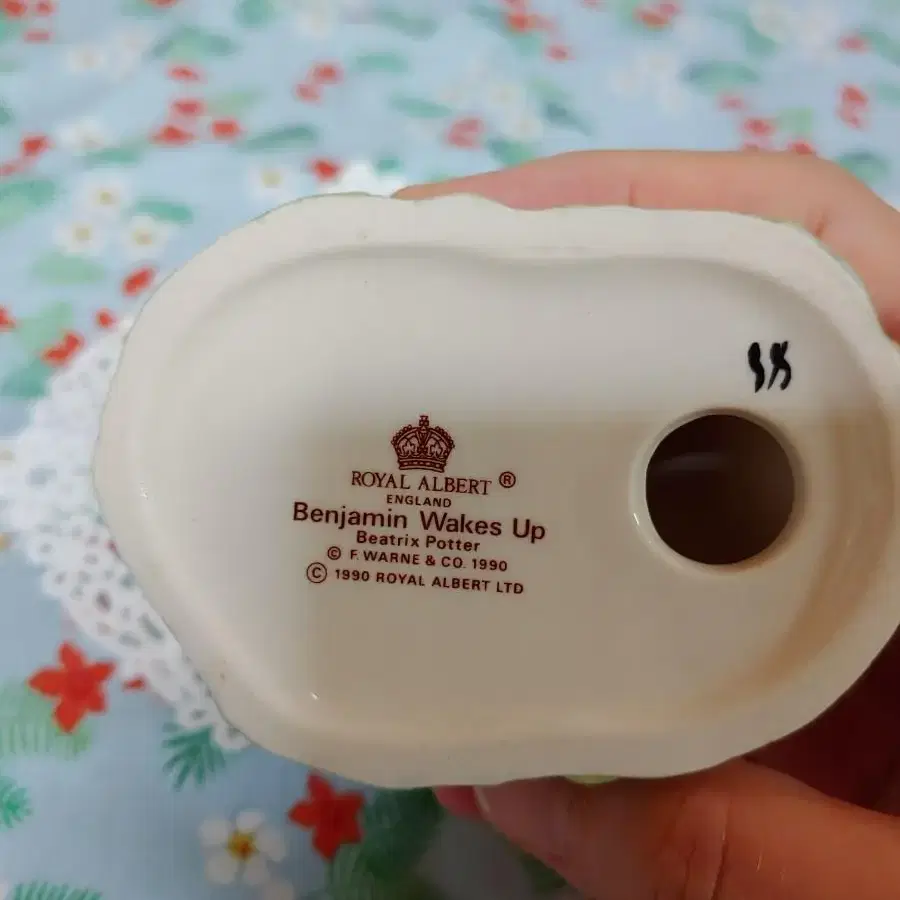 ROYAL ALBERT ®
ENGLAND
Benjamin Wakes Up
Beatrix Potter
© F. WARNE & CO. 1990
© 1990 ROYAL ALBERT LTD